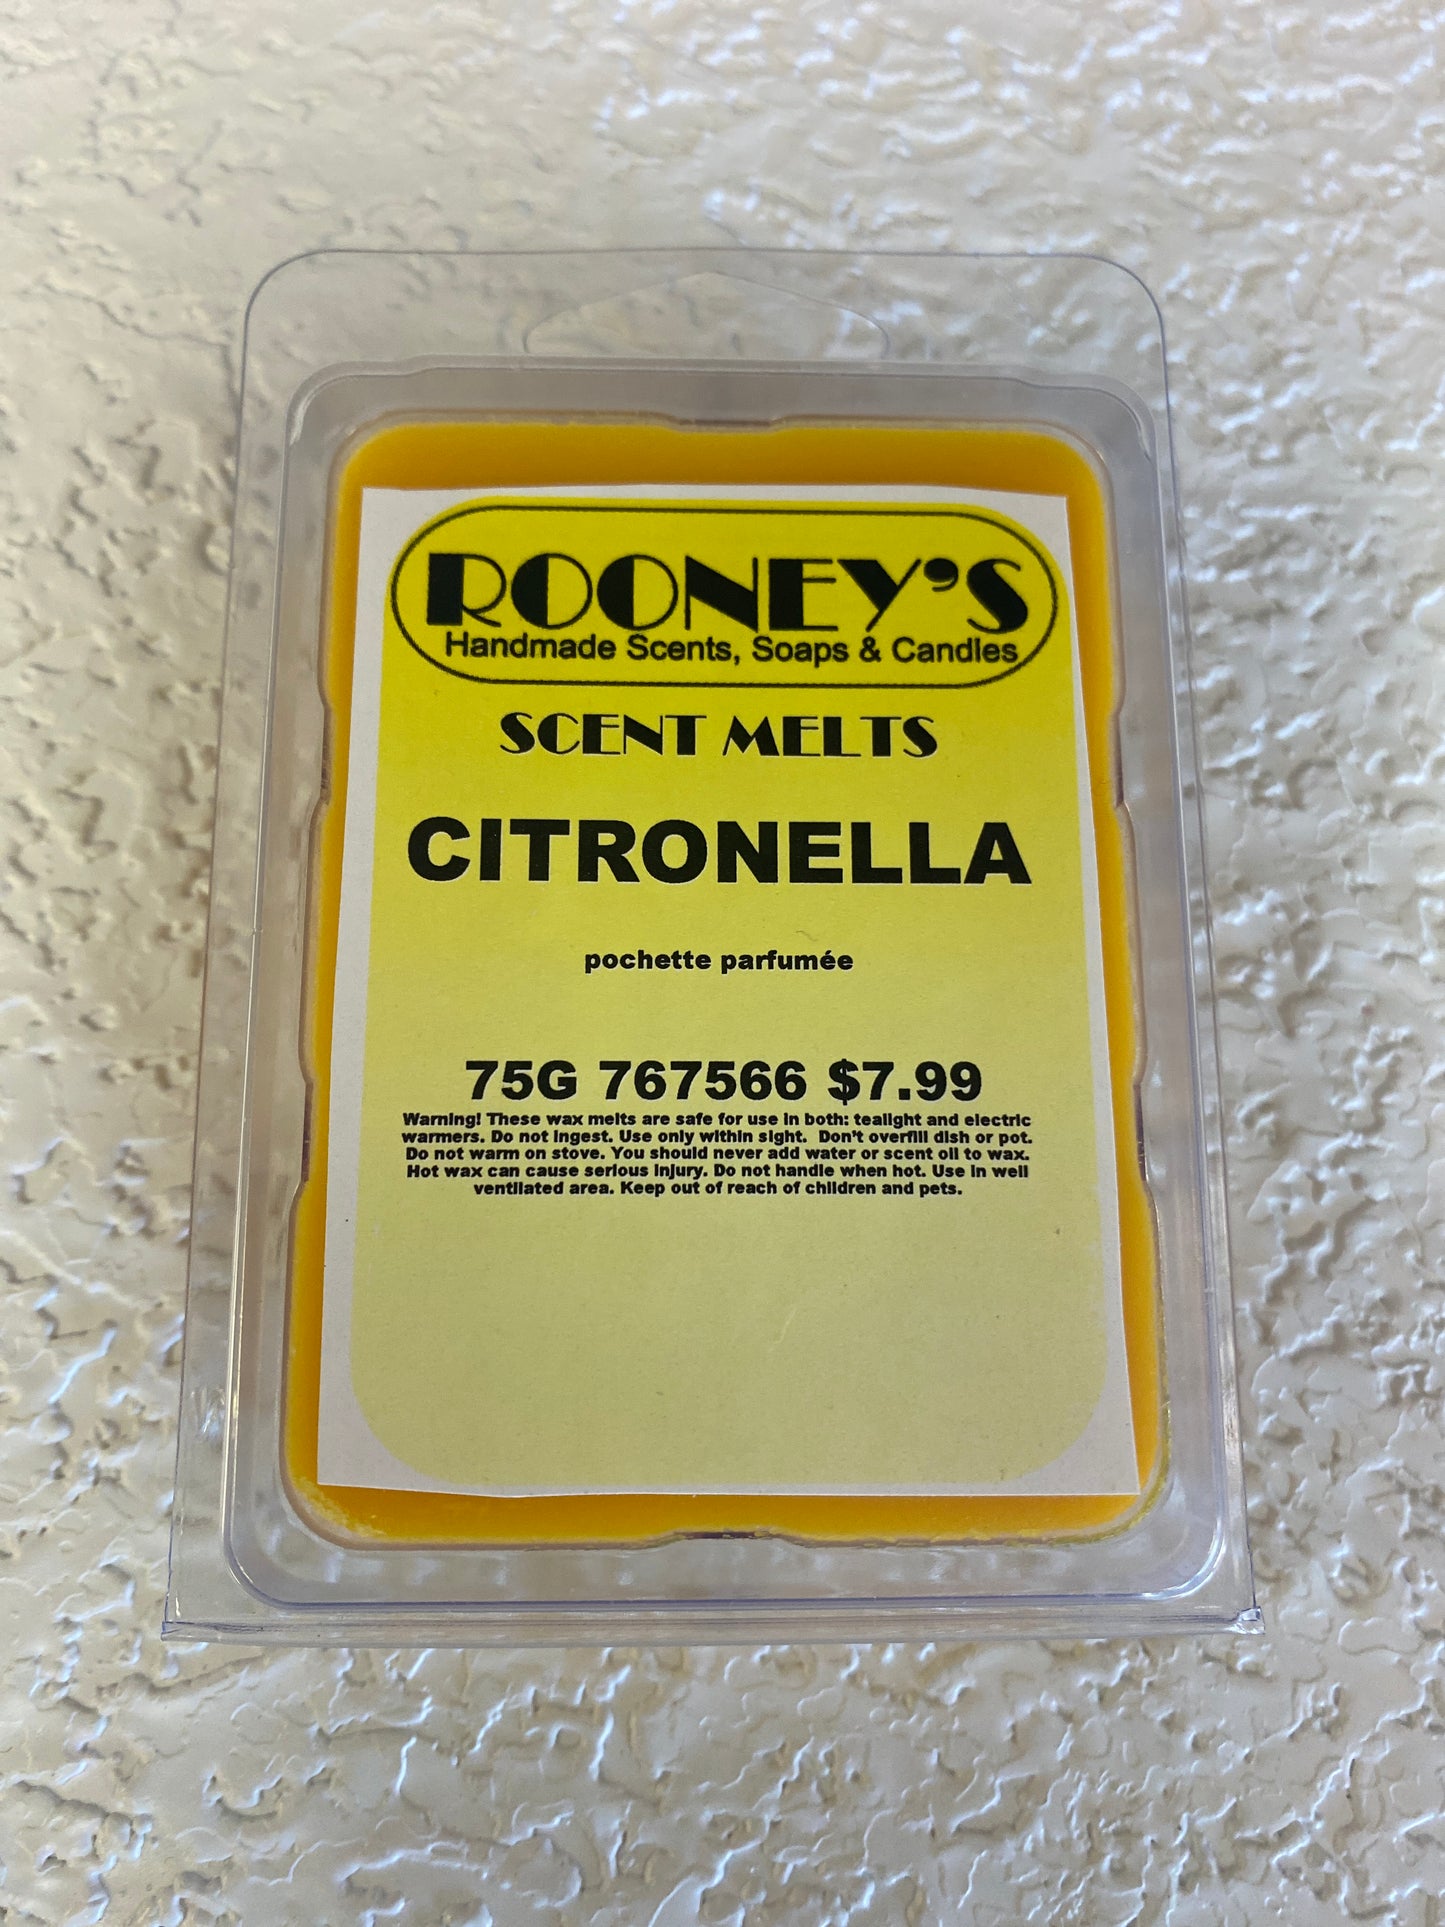 ROONEY'S
Handmade Scents, Soaps & Candles
SCENT MELTS
CITRONELLA
pochette parfumée
75G 767566 $7.99
Warning! These wax melts are safe for use in both: tealight and electric
warmers. Do not ingest. Use only within sight. Don't overfill dish or pot.
Do not warm on stove. You should never add water or scent oil to wax.
Hot wax can cause serious injury. Do not handle when hot. Use in well
ventilated area. Keep out of reach of children and pets.